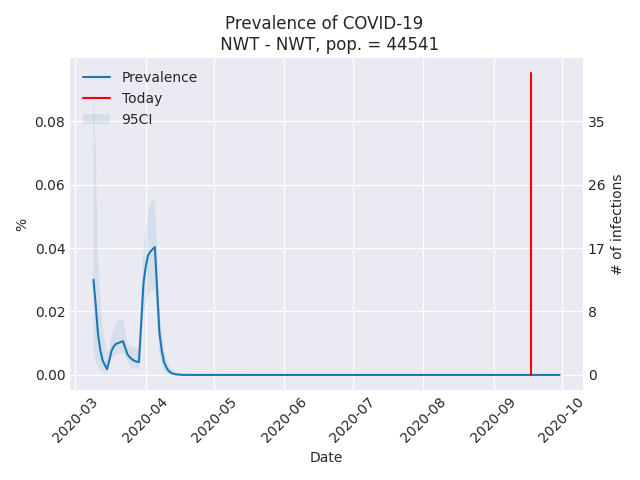 Prevalence of COVID-19
NWT - NWT, pop. = 44541
Prevalence
Today
95CI
0.08
0.06
0.04
0.02
0.00
%
35
26
17
8
0
# of infections
2020-03
2020-04
2020-05
2020-06
2020-07
2020-08
2020-09
2020-10
Date